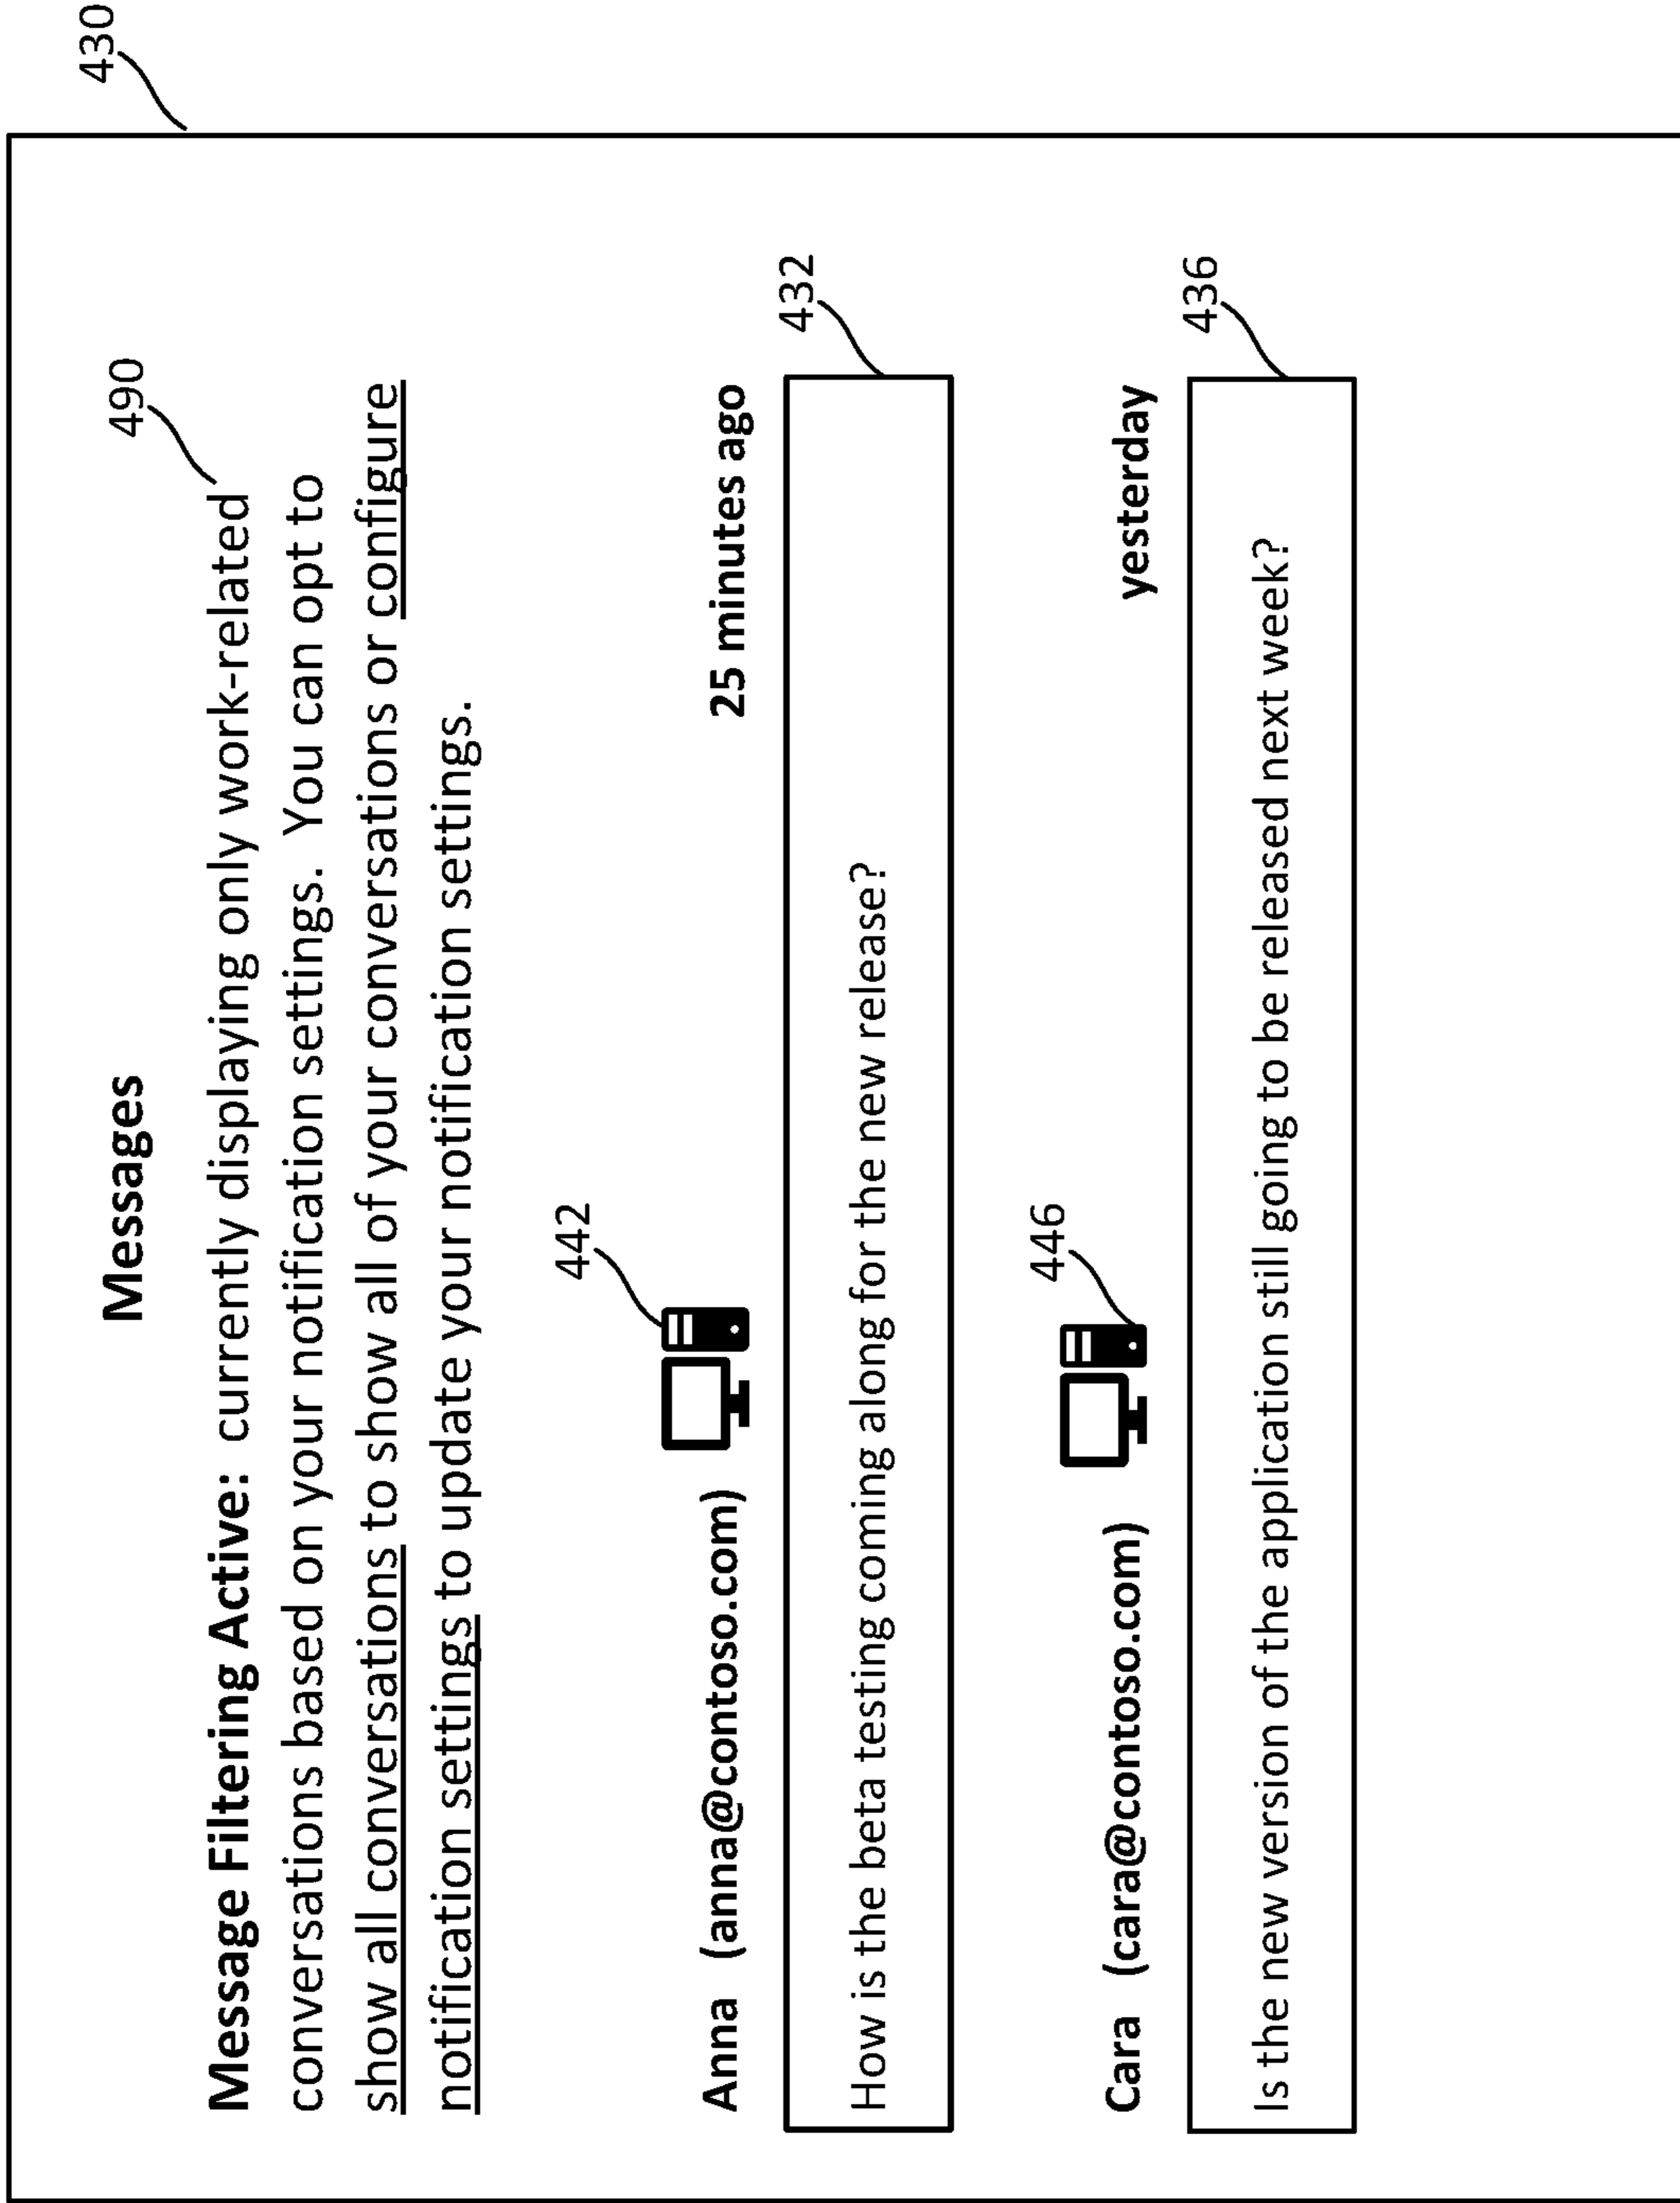 430
Messages
490
Message Filtering Active: currently displaying only work-related
conversations based on your notification settings. You can opt to
show all conversations to show all of your conversations or configure
notification settings to update your notification settings.
442
Anna (anna@contoso.com) 25 minutes ago
432
How is the beta testing coming along for the new release?
446
Cara (cara@contoso.com) yesterday
436
Is the new version of the application still going to be released next week?